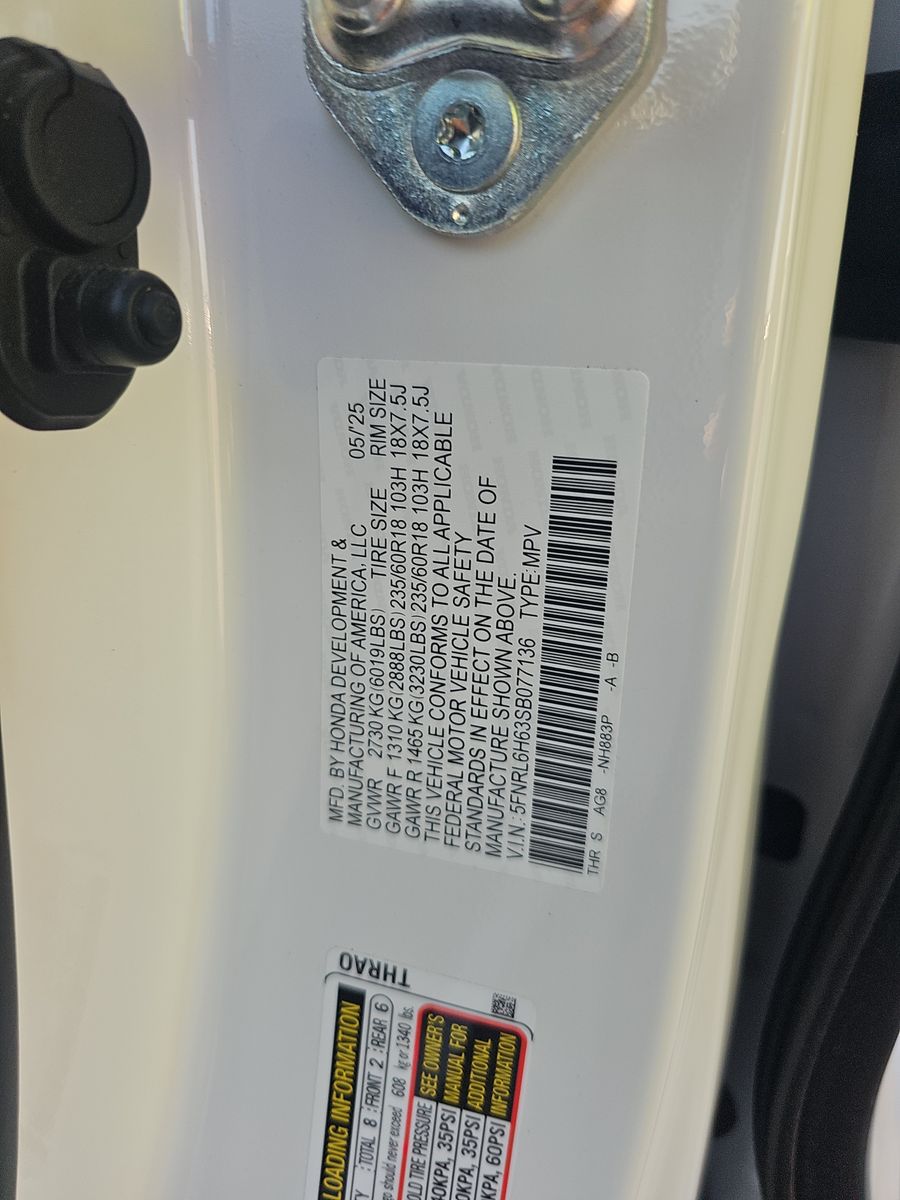 MFD. BY HONDA DEVELOPMENT &
MANUFACTURING OF AMERICA, LLC 05/'25
GVWR 2730 KG(6019LBS) TIRE SIZE RIM SIZE
GAWR F 1310 KG(2888LBS) 235/60R18 103H 18X7.5J
GAWR R 1465 KG(3230LBS) 235/60R18 103H 18X7.5J
THIS VEHICLE CONFORMS TO ALL APPLICABLE
FEDERAL MOTOR VEHICLE SAFETY
STANDARDS IN EFFECT ON THE DATE OF
MANUFACTURE SHOWN ABOVE.
V.I.N.: 5FNRL6H63SB077136 TYPE: MPV
THR S AG8 -NH883P -A -B
THRA0
LOADING INFORMATION
TOTAL 8 : FRONT 2 : REAR 6
should never exceed 608 kg or 1340 lbs.
TIRE PRESSURE SEE OWNER'S
35PSI MANUAL FOR
KPA, 35PSI ADDITIONAL
KPA, 60PSI INFORMATION